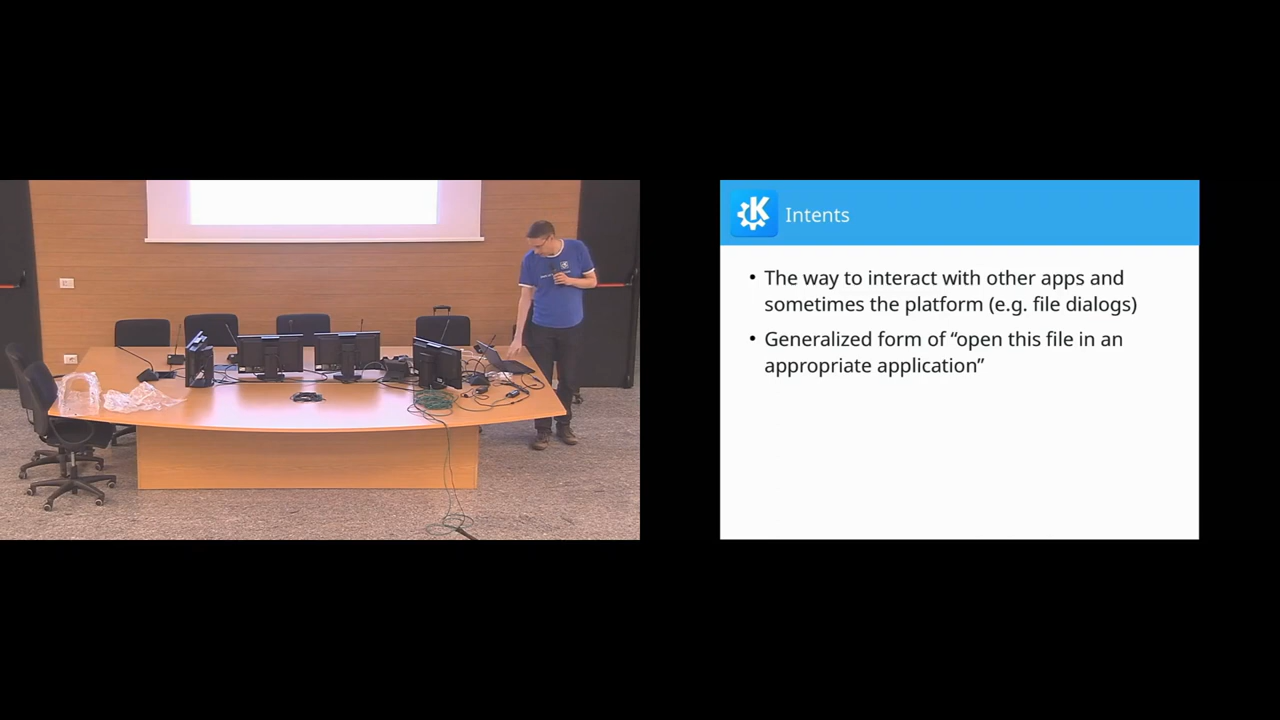 Intents
• The way to interact with other apps and
sometimes the platform (e.g. file dialogs)
• Generalized form of “open this file in an
appropriate application”